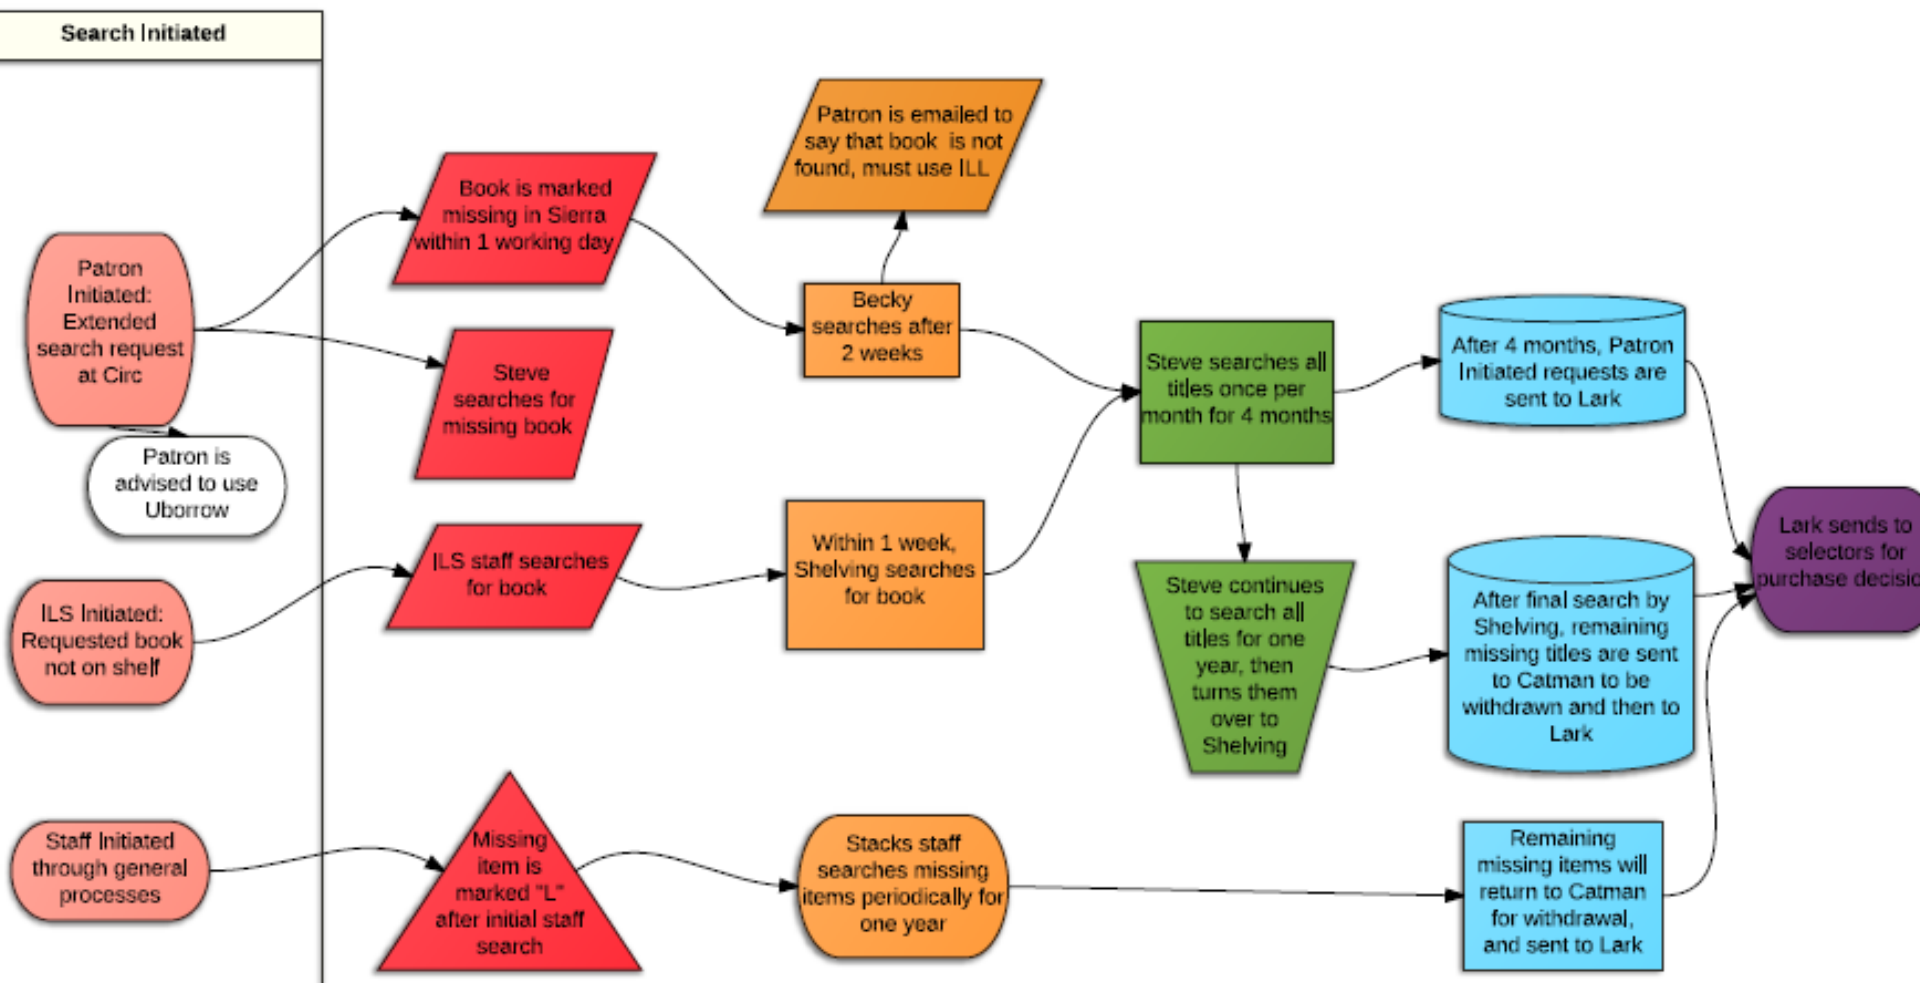 Search Initiated
Patron
Initiated:
Extended
search request
at Circ
Patron is
advised to use
Uborrow
ILS Initiated:
Requested book
not on shelf
Staff Initiated
through general
processes
Book is marked
missing in Sierra
within 1 working day
Steve
searches for
missing book
ILS staff searches
for book
Missing
item is
marked "L"
after initial staff
search
Patron is emailed to
say that book  is not
found, must use ILL
Becky
searches after
2 weeks
Within 1 week,
Shelving searches
for book
Stacks staff
searches missing
items periodically for
one year
Steve searches all
titles once per
month for 4 months
Steve continues
to search all
titles for one
year, then
turns them
over to
Shelving
After 4 months, Patron
Initiated requests are
sent to Lark
After final search by
Shelving, remaining
missing titles are sent
to Catman to be
withdrawn and then to
Lark
Remaining
missing items will
return to Catman
for withdrawal,
and sent to Lark
Lark sends to
selectors for
purchase